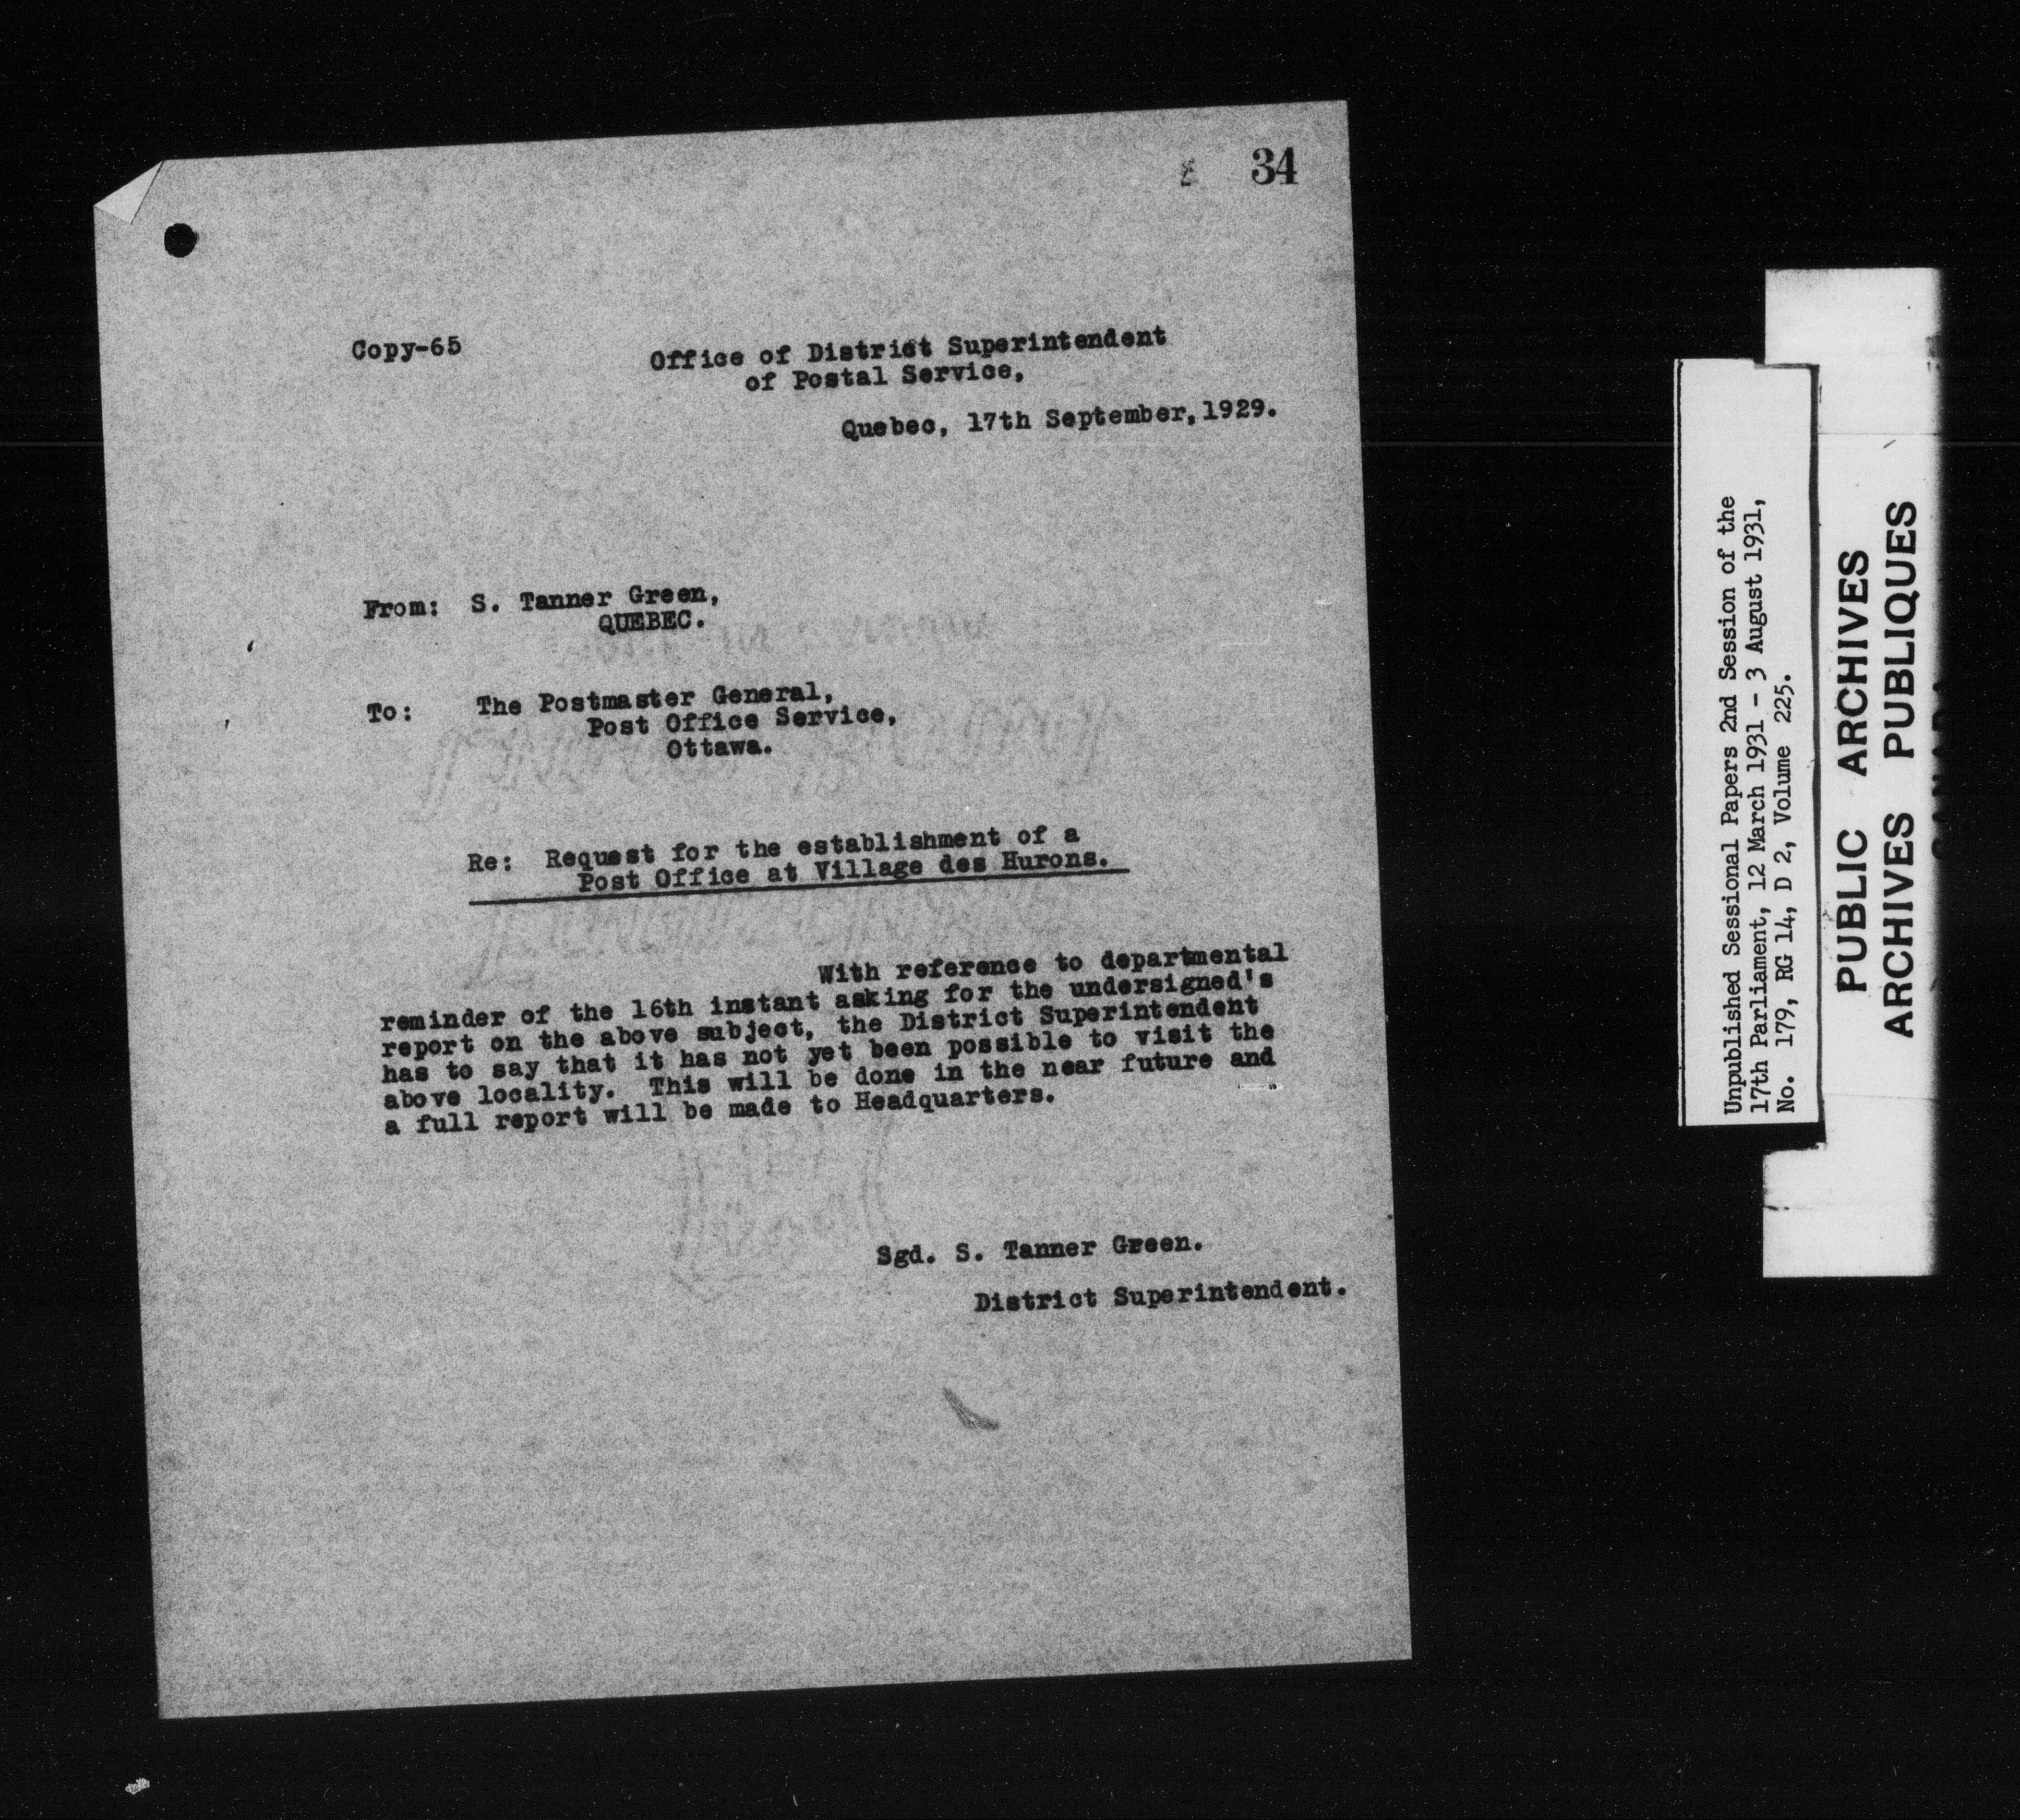 34
Copy-65
Office of District Superintendent
of Postal Service,
Quebec, 17th September, 1929.
From: S. Tanner Green,
QUEBEC.
To: The Postmaster General,
Post Office Service,
Ottawa.
Re: Request for the establishment of a
Post Office at Village des Hurons.
With reference to departmental
reminder of the 16th instant asking for the undersigned's
report on the above subject, the District Superintendent
has to say that it has not yet been possible to visit the
above locality. This will be done in the near future and
a full report will be made to Headquarters.
Sgd. S. Tanner Green.
District Superintendent.
Unpublished Sessional Papers 2nd Session of the
17th Parliament, 12 March 1931 - 3 August 1931,
No. 179, RG 14, D 2, Volume 225.
PUBLIC ARCHIVES
ARCHIVES PUBLIQUES